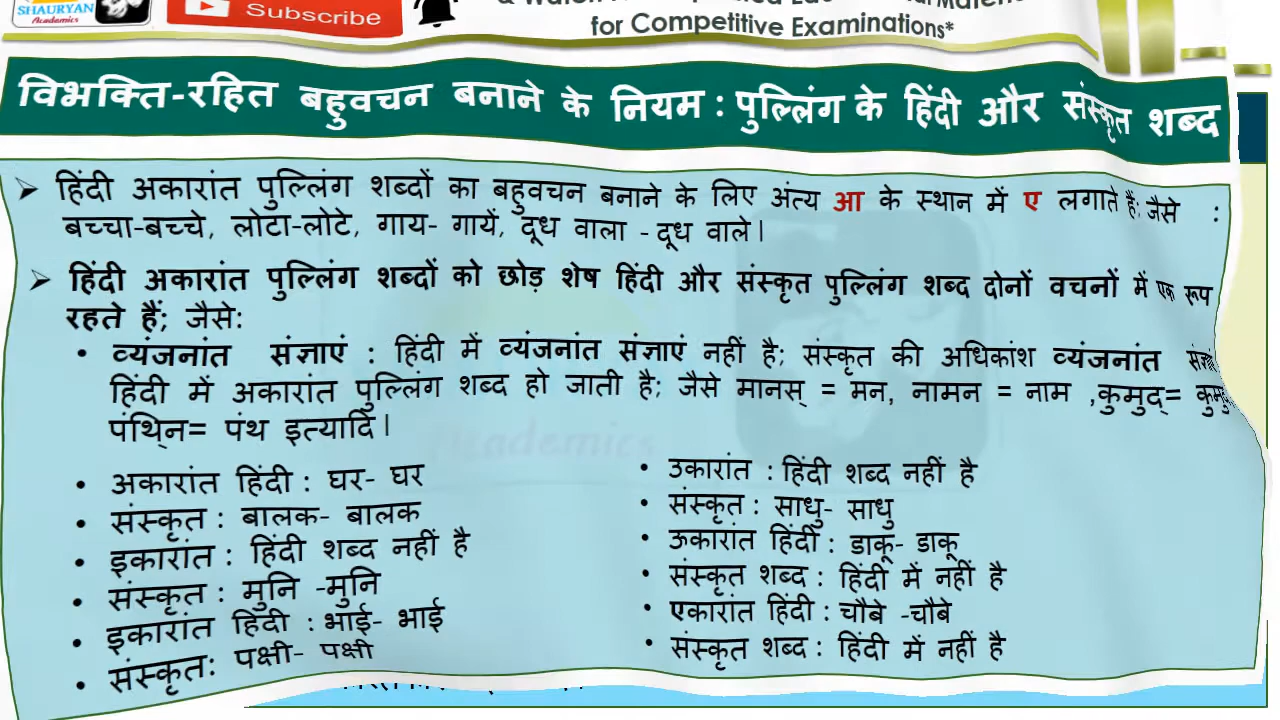 SHAURYAN
Academics
Subscribe
for Competitive Examinations*
विभक्ति-रहित बहुवचन बनाने के नियम : पुल्लिंग के हिंदी और संस्कृत शब्द
हिंदी अकारांत पुल्लिंग शब्दों का बहुवचन बनाने के लिए अंत्य आ के स्थान में ए लगाते हैं; जैसे :
बच्चा-बच्चे, लोटा-लोटे, गाय- गायें, दूध वाला - दूध वाले।
हिंदी अकारांत पुल्लिंग शब्दों को छोड़ शेष हिंदी और संस्कृत पुल्लिंग शब्द दोनों वचनों में एक रूप
रहते हैं; जैसे:
व्यंजनांत संज्ञाएं : हिंदी में व्यंजनांत संज्ञाएं नहीं है; संस्कृत की अधिकांश व्यंजनांत
हिंदी में अकारांत पुल्लिंग शब्द हो जाती है; जैसे मानस् = मन, नामन = नाम ,कुमुद्=
पंथि्न= पंथ इत्यादि।
अकारांत हिंदी : घर- घर
संस्कृत : बालक- बालक
इकारांत : हिंदी शब्द नहीं है
संस्कृत : मुनि -मुनि
इकारांत हिंदी : भाई- भाई
संस्कृत: पक्षी- पक्षी
उकारांत : हिंदी शब्द नहीं है
संस्कृत : साधु- साधु
ऊकारांत हिंदी : डाकू- डाकू
संस्कृत शब्द : हिंदी में नहीं है
एकारांत हिंदी : चौबे -चौबे
संस्कृत शब्द : हिंदी में नहीं है